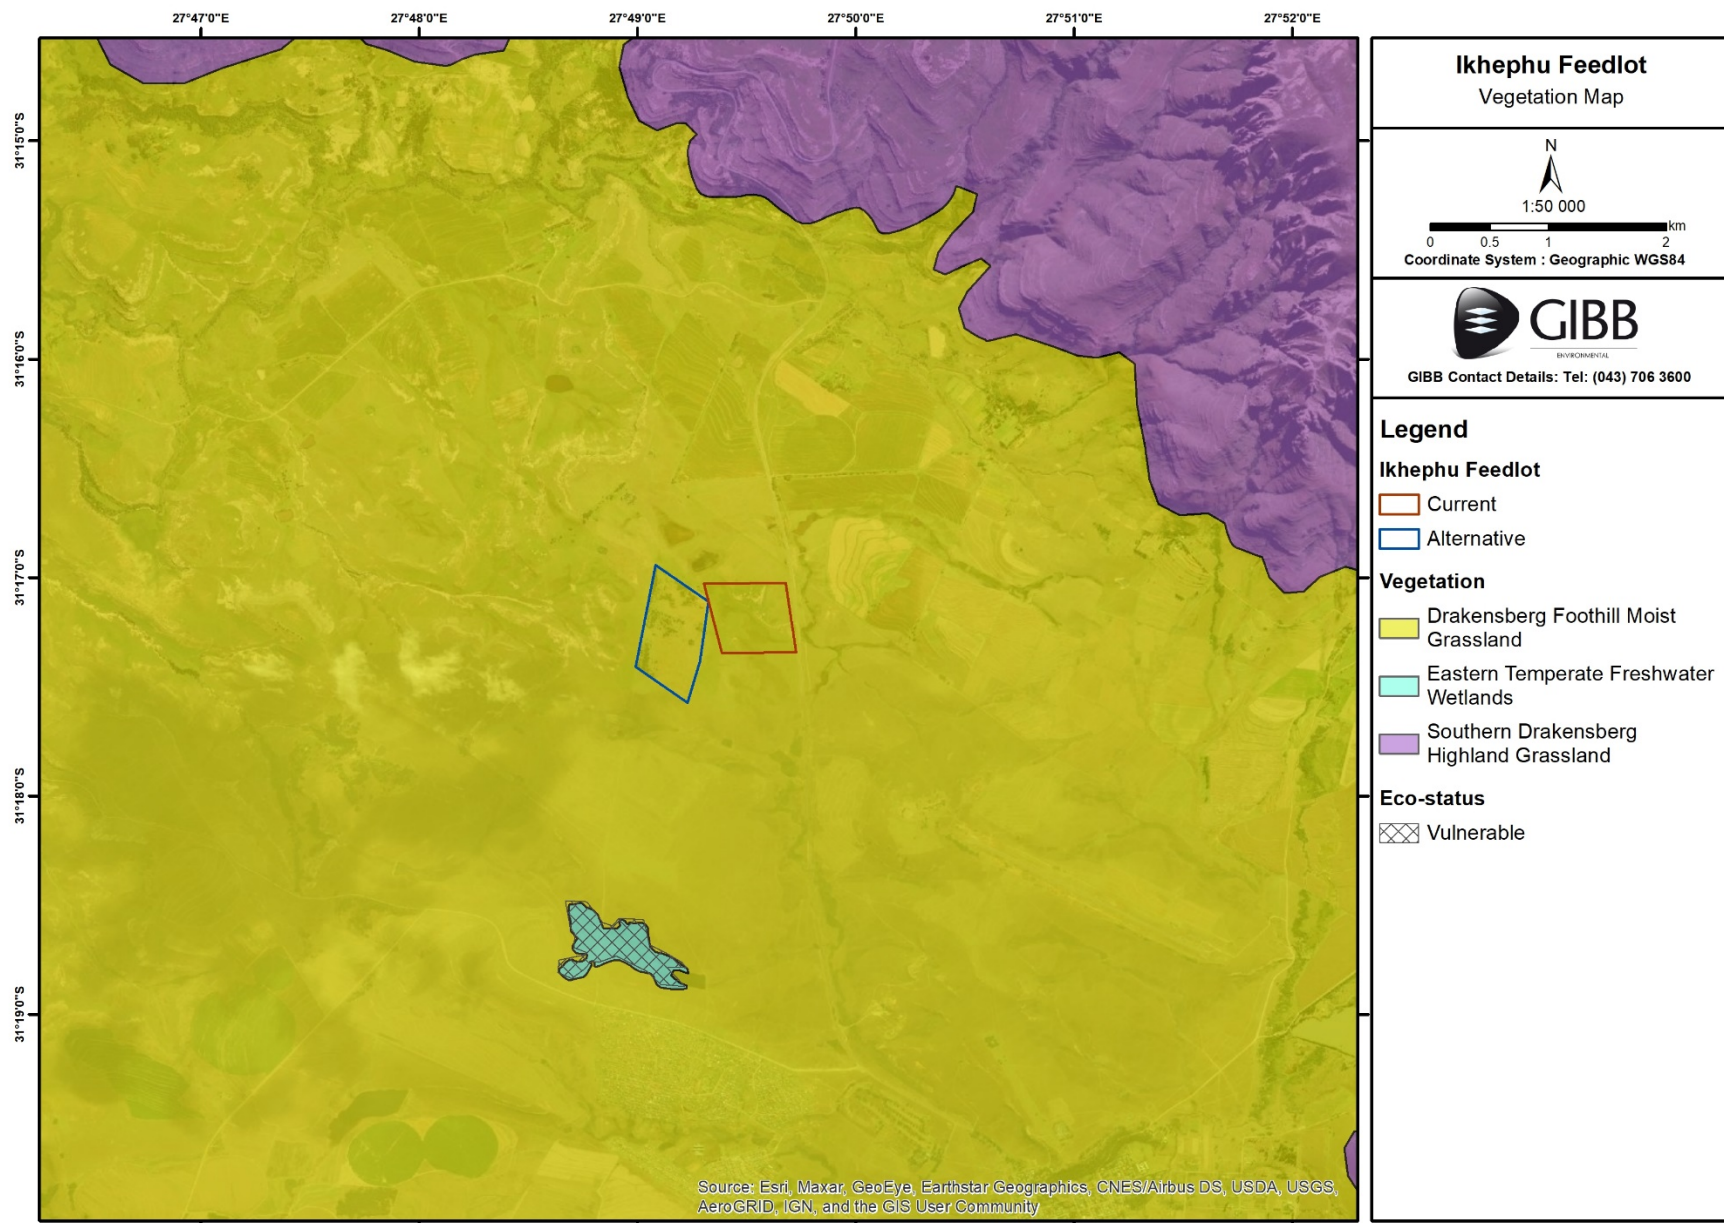 27°47'0"E
27°48'0"E
27°49'0"E
27°50'0"E
27°51'0"E
27°52'0"E
31°15'0"S
31°16'0"S
31°17'0"S
31°18'0"S
31°19'0"S
Source: Esri, Maxar, GeoEye, Earthstar Geographics, CNES/Airbus DS, USDA, USGS,
AeroGRID, IGN, and the GIS User Community
Ikhephu Feedlot
Vegetation Map
N
1:50 000
km
0 0.5 1 2
Coordinate System : Geographic WGS84
GIBB
ENVIRONMENTAL
GIBB Contact Details: Tel: (043) 706 3600
Legend
Ikhephu Feedlot
Current
Alternative
Vegetation
Drakensberg Foothill Moist
Grassland
Eastern Temperate Freshwater
Wetlands
Southern Drakensberg
Highland Grassland
Eco-status
Vulnerable